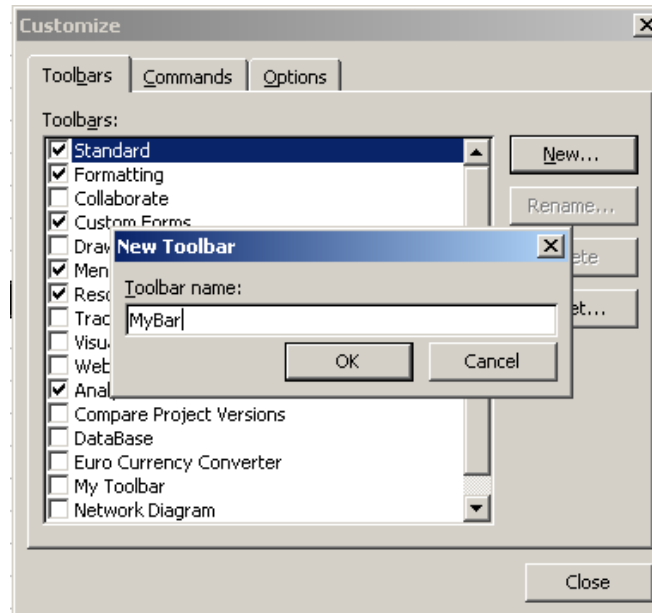 Customize
Toolbars Commands Options
Toolbars:
Standard
New...
Formatting
Collaborate
Rename...
Custom Forms
New Toolbar
Toolbar name:
MyBar
OK Cancel
Compare Project Versions
DataBase
Euro Currency Converter
My Toolbar
Network Diagram
Close